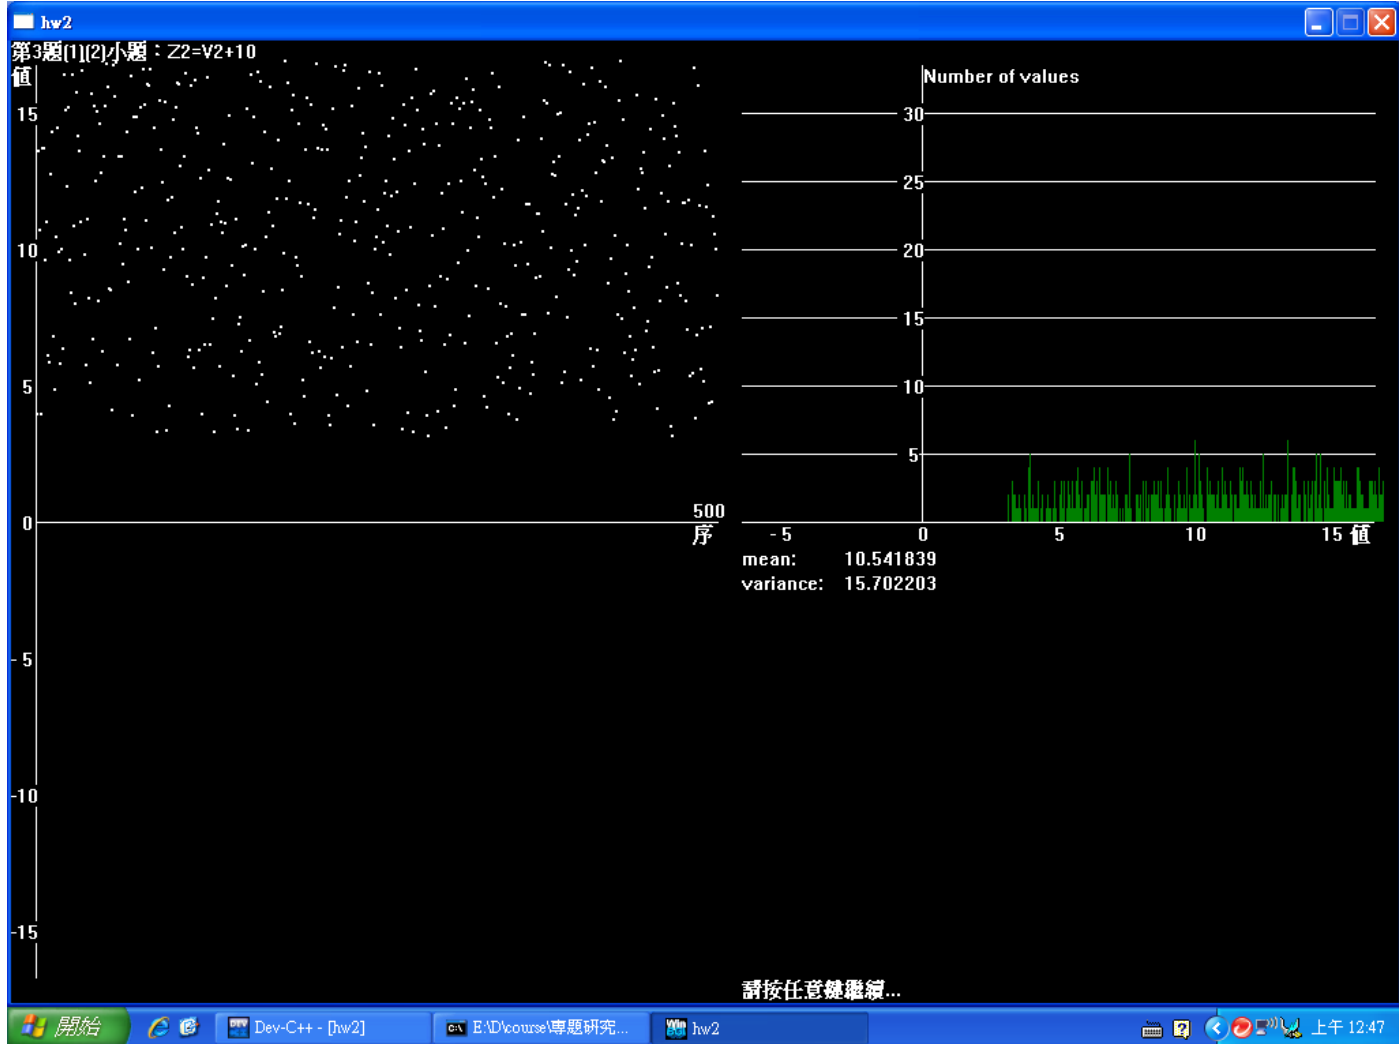 hw2
第3題(1)(2)小題：Z2=V2+10
值
15
10
5
0
- 5
-10
-15
500
序
Number of values
30
25
20
15
10
5
- 5
0
5
10
15 值
mean: 10.541839
variance: 15.702203
請按任意鍵繼續...
開始
Dev-C++ - [hw2]
E:\D\course\專題研究...
hw2
上午 12:47